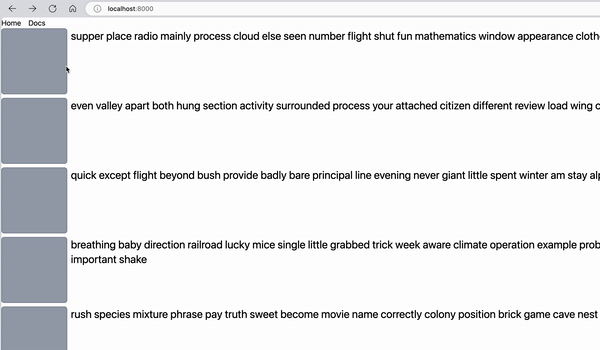 localhost:8000
Home Docs
supper place radio mainly process cloud else seen number flight shut fun mathematics window appearance
even valley apart both hung section activity surrounded process your attached citizen different review load wing
quick except flight beyond bush provide badly bare principal line evening never giant little spent winter am stay
breathing baby direction railroad lucky mice single little grabbed trick week aware climate operation example
important shake
rush species mixture phrase pay truth sweet become movie name correctly colony position brick game cave nest